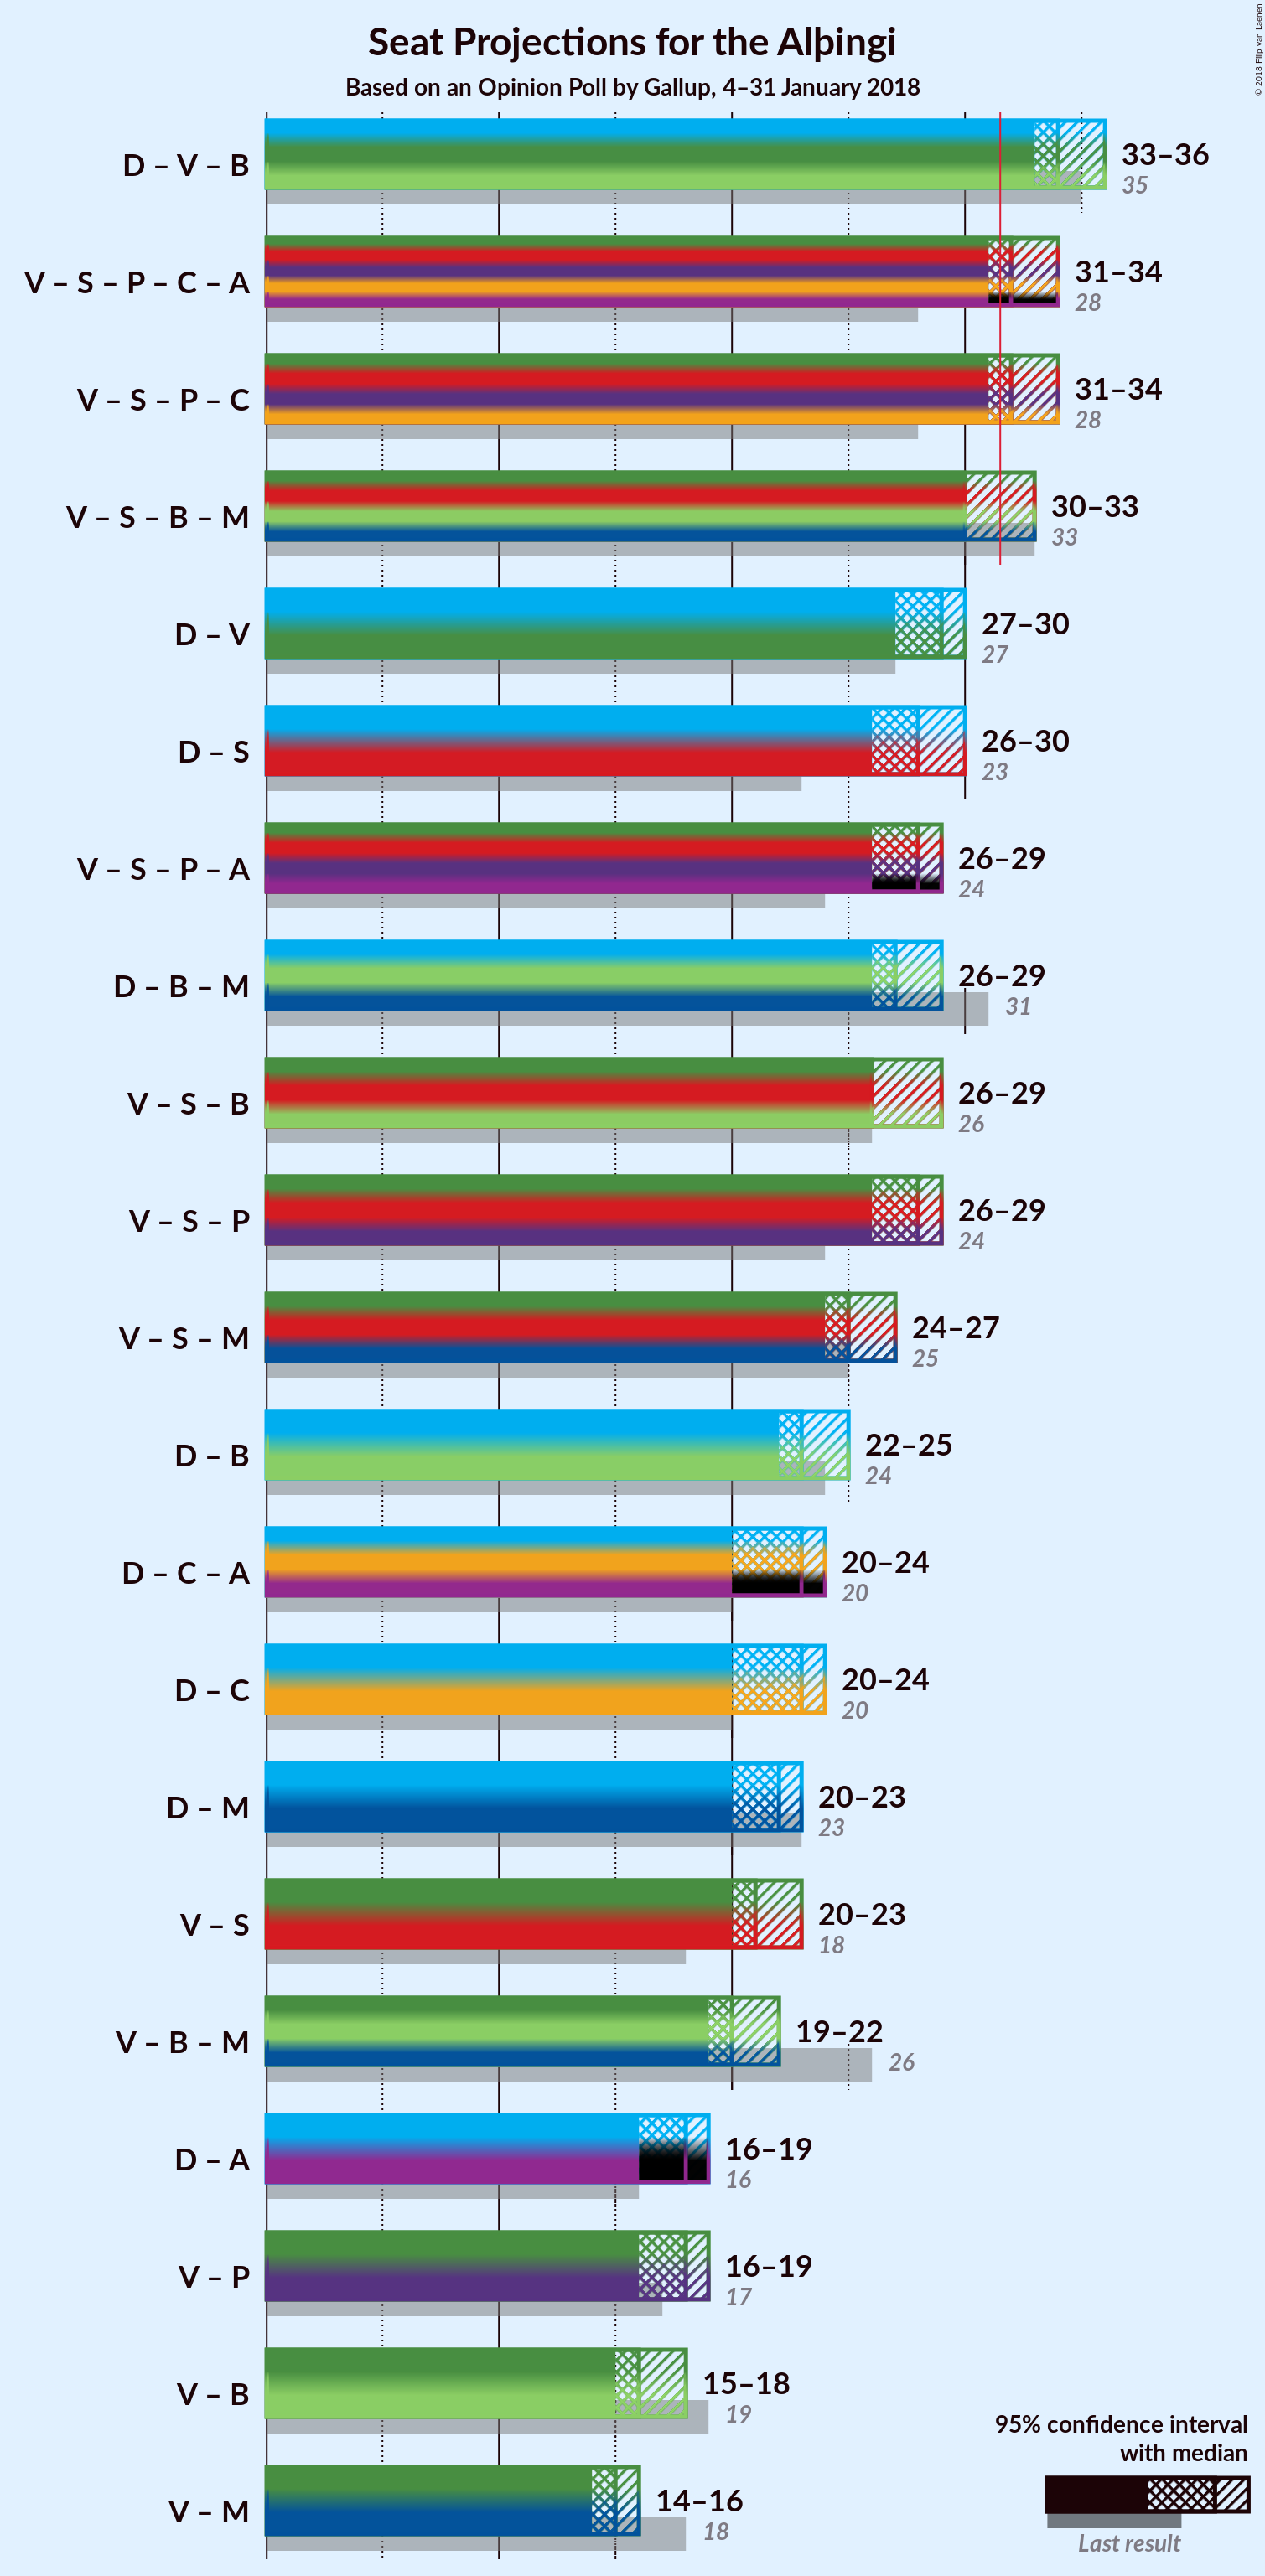 Seat Projections for the Alþingi
Based on an Opinion Poll by Gallup, 4–31 January 2018
© 2018 Filip van Laenen
D – V – B
33–36
35
V – S – P – C – A
31–34
28
V – S – P – C
31–34
28
V – S – B – M
30–33
33
D – V
27–30
27
D – S
26–30
23
V – S – P – A
26–29
24
D – B – M
26–29
31
V – S – B
26–29
26
V – S – P
26–29
24
V – S – M
24–27
25
D – B
22–25
24
D – C – A
20–24
20
D – C
20–24
20
D – M
20–23
23
V – S
20–23
18
V – B – M
19–22
26
D – A
16–19
16
V – P
16–19
17
V – B
15–18
19
V – M
14–16
18
95% confidence interval
with median
Last result